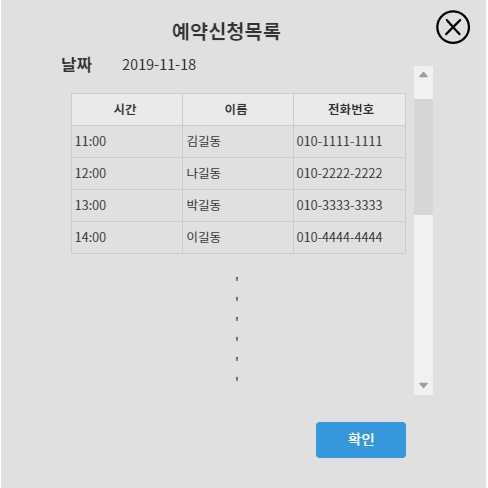 예약신청목록
날짜 2019-11-18
시간 이름 전화번호
11:00 김길동 010-1111-1111
12:00 나길동 010-2222-2222
13:00 박길동 010-3333-3333
14:00 이길동 010-4444-4444
'
'
'
'
'
'
확인